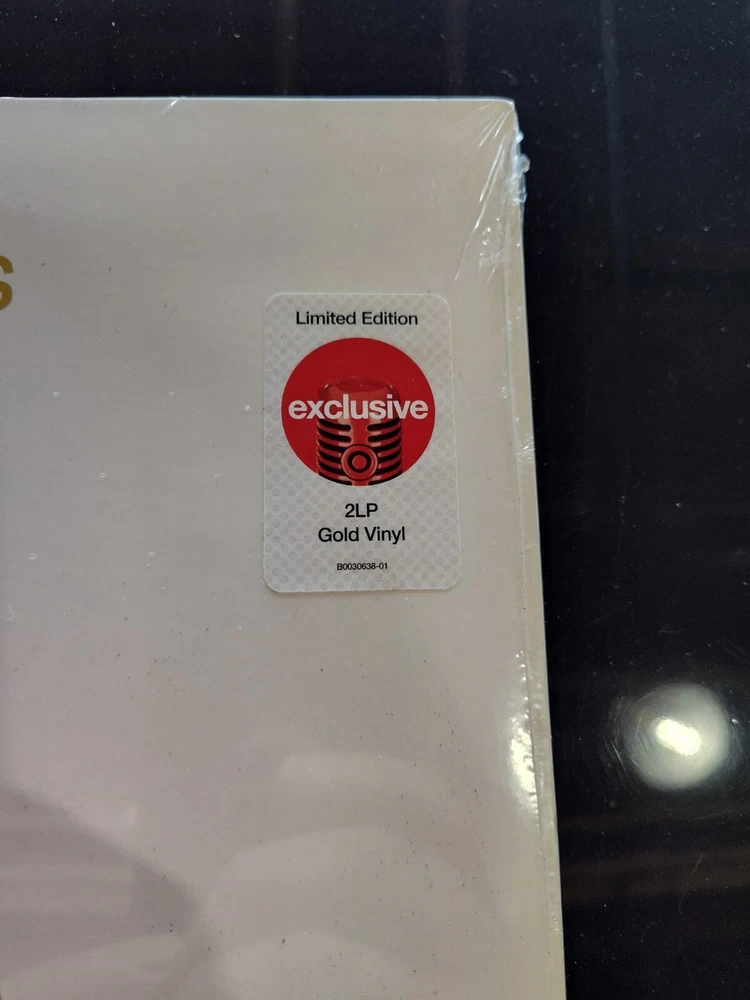 s
Limited Edition
exclusive
2LP
Gold Vinyl
B0030638-01